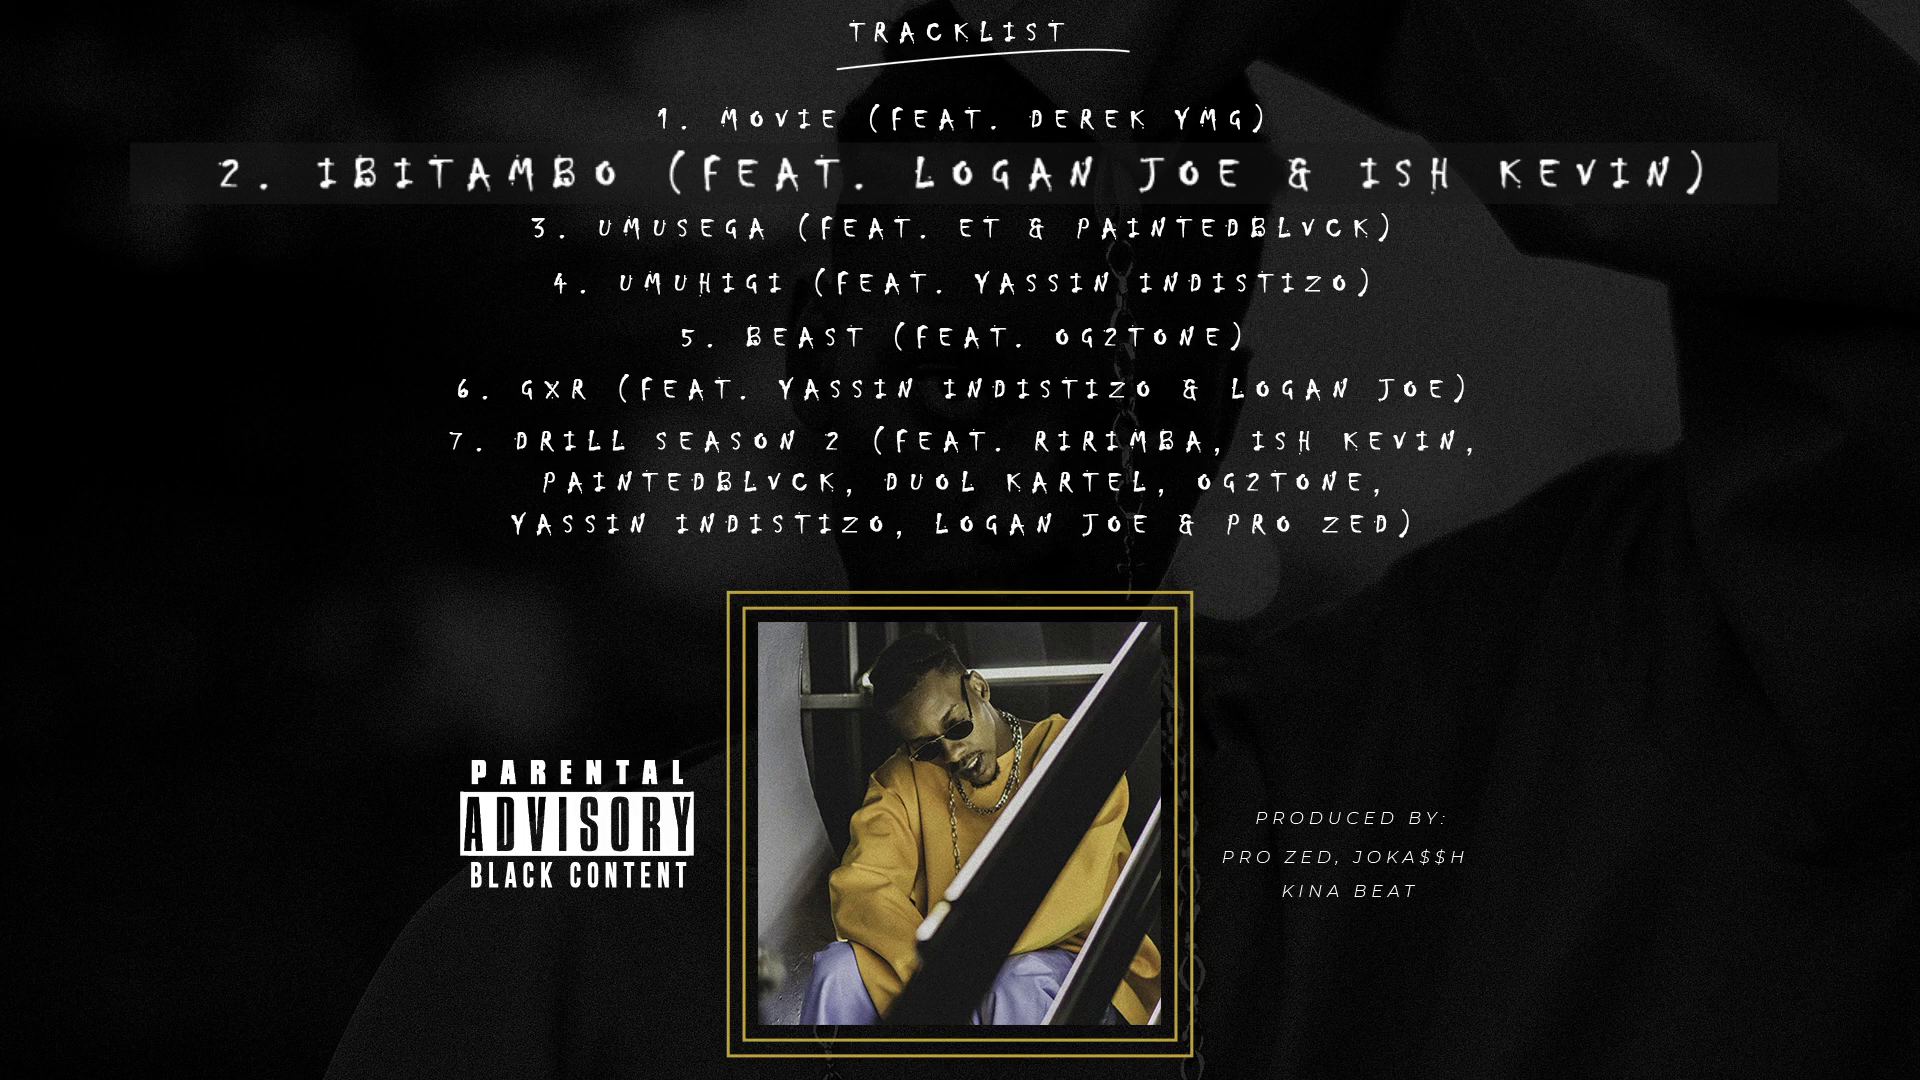 TRACKLIST
1. MOVIE (FEAT. DEREK YMG)
2. IBITAMBO (FEAT. LOGAN JOE & ISH KEVIN)
3. UMUSEGA (FEAT. ET & PAINTEDBLVCK)
4. UMUHIGI (FEAT. YASSIN INDISTIZO)
5. BEAST (FEAT. OG2TONE)
6. GXR (FEAT. YASSIN INDISTIZO & LOGAN JOE)
7. DRILL SEASON 2 (FEAT. RIRIMBA, ISH KEVIN,
PAINTEDBLVCK, DUOL KARTEL, OG2TONE,
YASSIN INDISTIZO, LOGAN JOE & PRO ZED)
PARENTAL
ADVISORY
BLACK CONTENT
PRODUCED BY:
PRO ZED, JOKA$$H
KINA BEAT